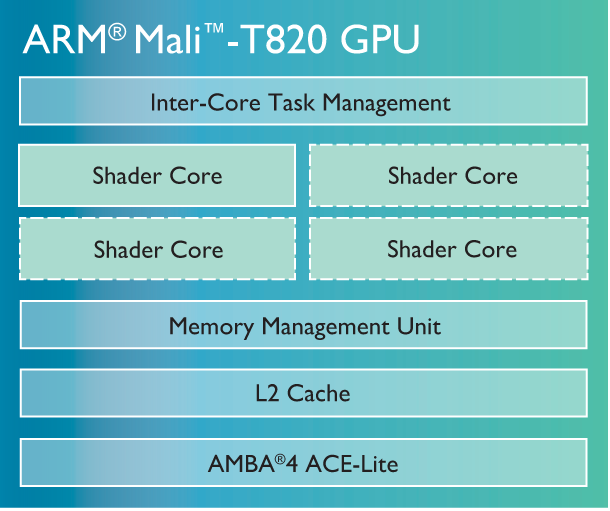 ARM® Mali™-T820 GPU
Inter-Core Task Management
Shader Core
Shader Core
Shader Core
Shader Core
Memory Management Unit
L2 Cache
AMBA®4 ACE-Lite